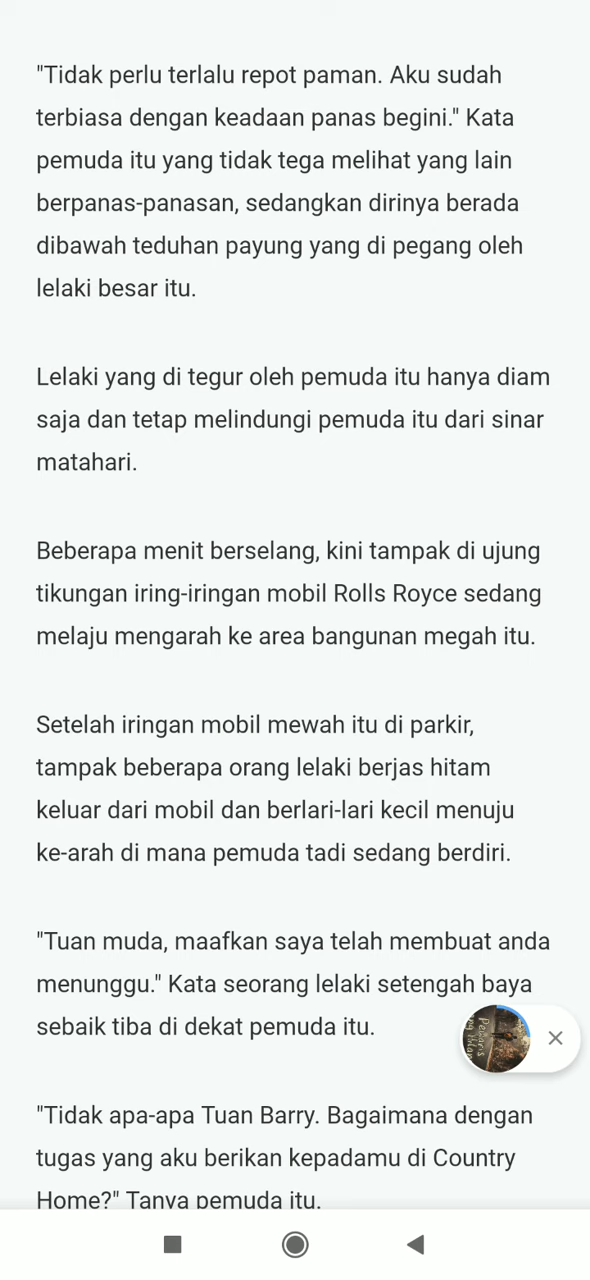 "Tidak perlu terlalu repot paman. Aku sudah
terbiasa dengan keadaan panas begini." Kata
pemuda itu yang tidak tega melihat yang lain
berpanas-panasan, sedangkan dirinya berada
dibawah teduhan payung yang di pegang oleh
lelaki besar itu.
Lelaki yang di tegur oleh pemuda itu hanya diam
saja dan tetap melindungi pemuda itu dari sinar
matahari.
Beberapa menit berselang, kini tampak di ujung
tikungan iring-iringan mobil Rolls Royce sedang
melaju mengarah ke area bangunan megah itu.
Setelah iringan mobil mewah itu di parkir,
tampak beberapa orang lelaki berjas hitam
keluar dari mobil dan berlari-lari kecil menuju
ke-arah di mana pemuda tadi sedang berdiri.
"Tuan muda, maafkan saya telah membuat anda
menunggu." Kata seorang lelaki setengah baya
sebaik tiba di dekat pemuda itu.
"Tidak apa-apa Tuan Barry. Bagaimana dengan
tugas yang aku berikan kepadamu di Country
Home?" Tanya pemuda itu.